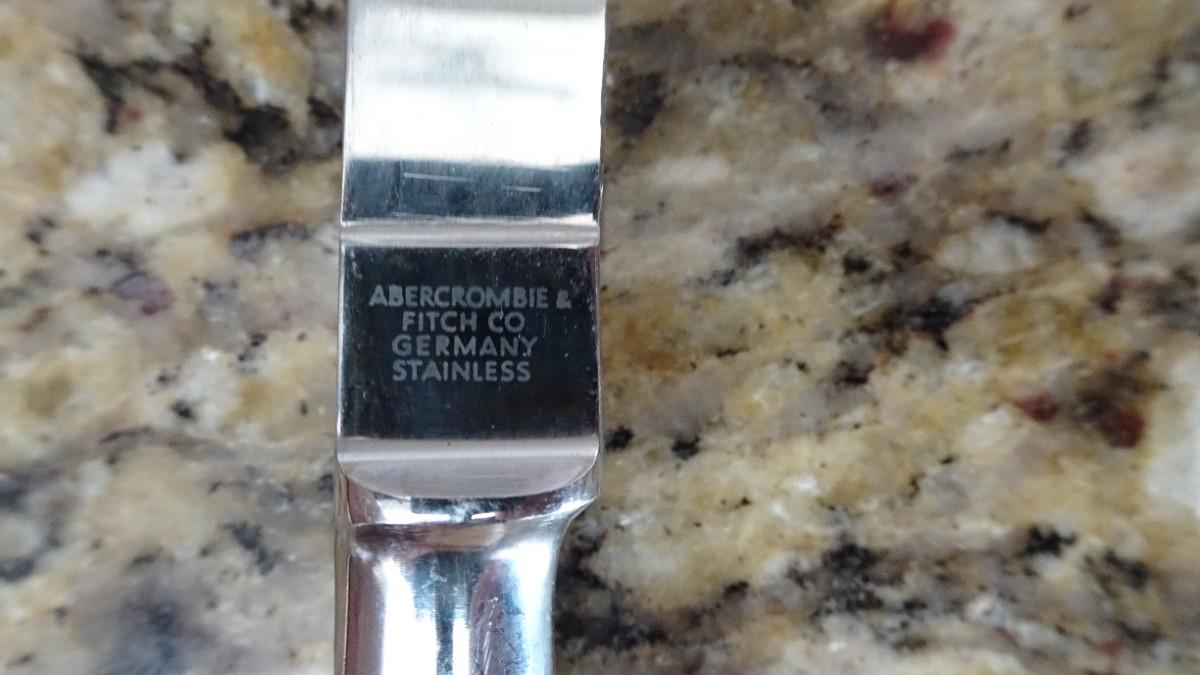 ABERCROMBIE &
FITCH CO
GERMANY
STAINLESS